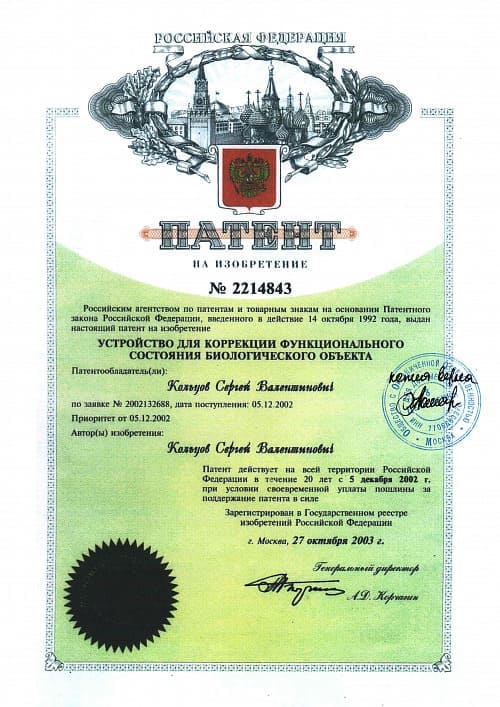 РОССИЙСКАЯ ФЕДЕРАЦИЯ
ПАТЕНТ
НА ИЗОБРЕТЕНИЕ
№ 2214843
Российским агентством по патентам и товарным знакам на основании Патентного
закона Российской Федерации, введенного в действие 14 октября 1992 года, выдан
настоящий патент на изобретение
УСТРОЙСТВО ДЛЯ КОРРЕКЦИИ ФУНКЦИОНАЛЬНОГО
СОСТОЯНИЯ БИОЛОГИЧЕСКОГО ОБЪЕКТА
Патентообладатель(ли):
Кольцов Сергей Валентинович
по заявке № 2002132688, дата поступления: 05.12.2002
Приоритет от 05.12.2002
Автор(ы) изобретения:
Кольцов Сергей Валентинович
копия верна
МОСКВА
Патент действует на всей территории Российской
Федерации в течение 20 лет с 5 декабря 2002 г.
при условии своевременной уплаты пошлины за
поддержание патента в силе
Зарегистрирован в Государственном реестре
изобретений Российской Федерации
г. Москва, 27 октября 2003 г.
Генеральный директор
А.Д. Корчагин